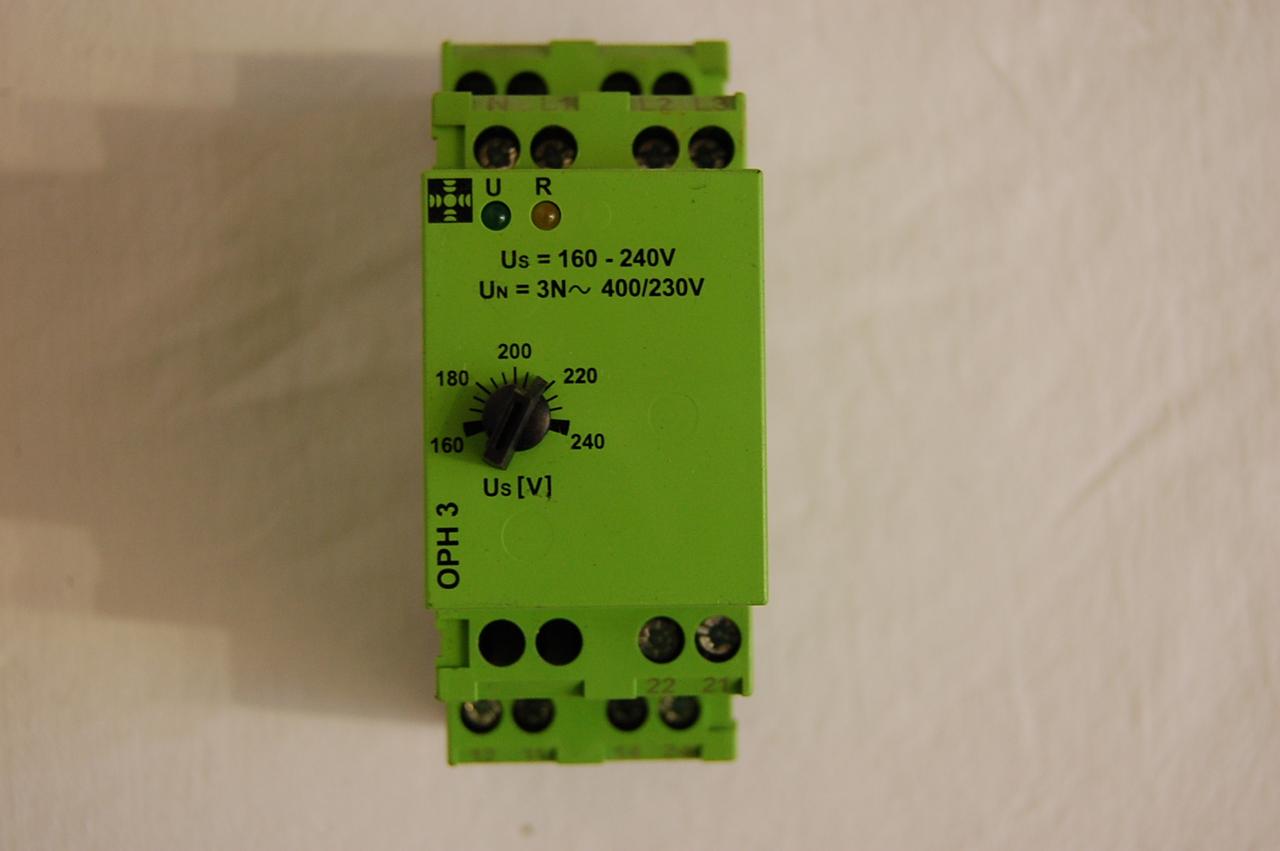 N L1 L2 L3
U R
Us = 160 - 240V
UN = 3N~ 400/230V
200
180 220
160 240
Us [V]
OPH 3
22 21